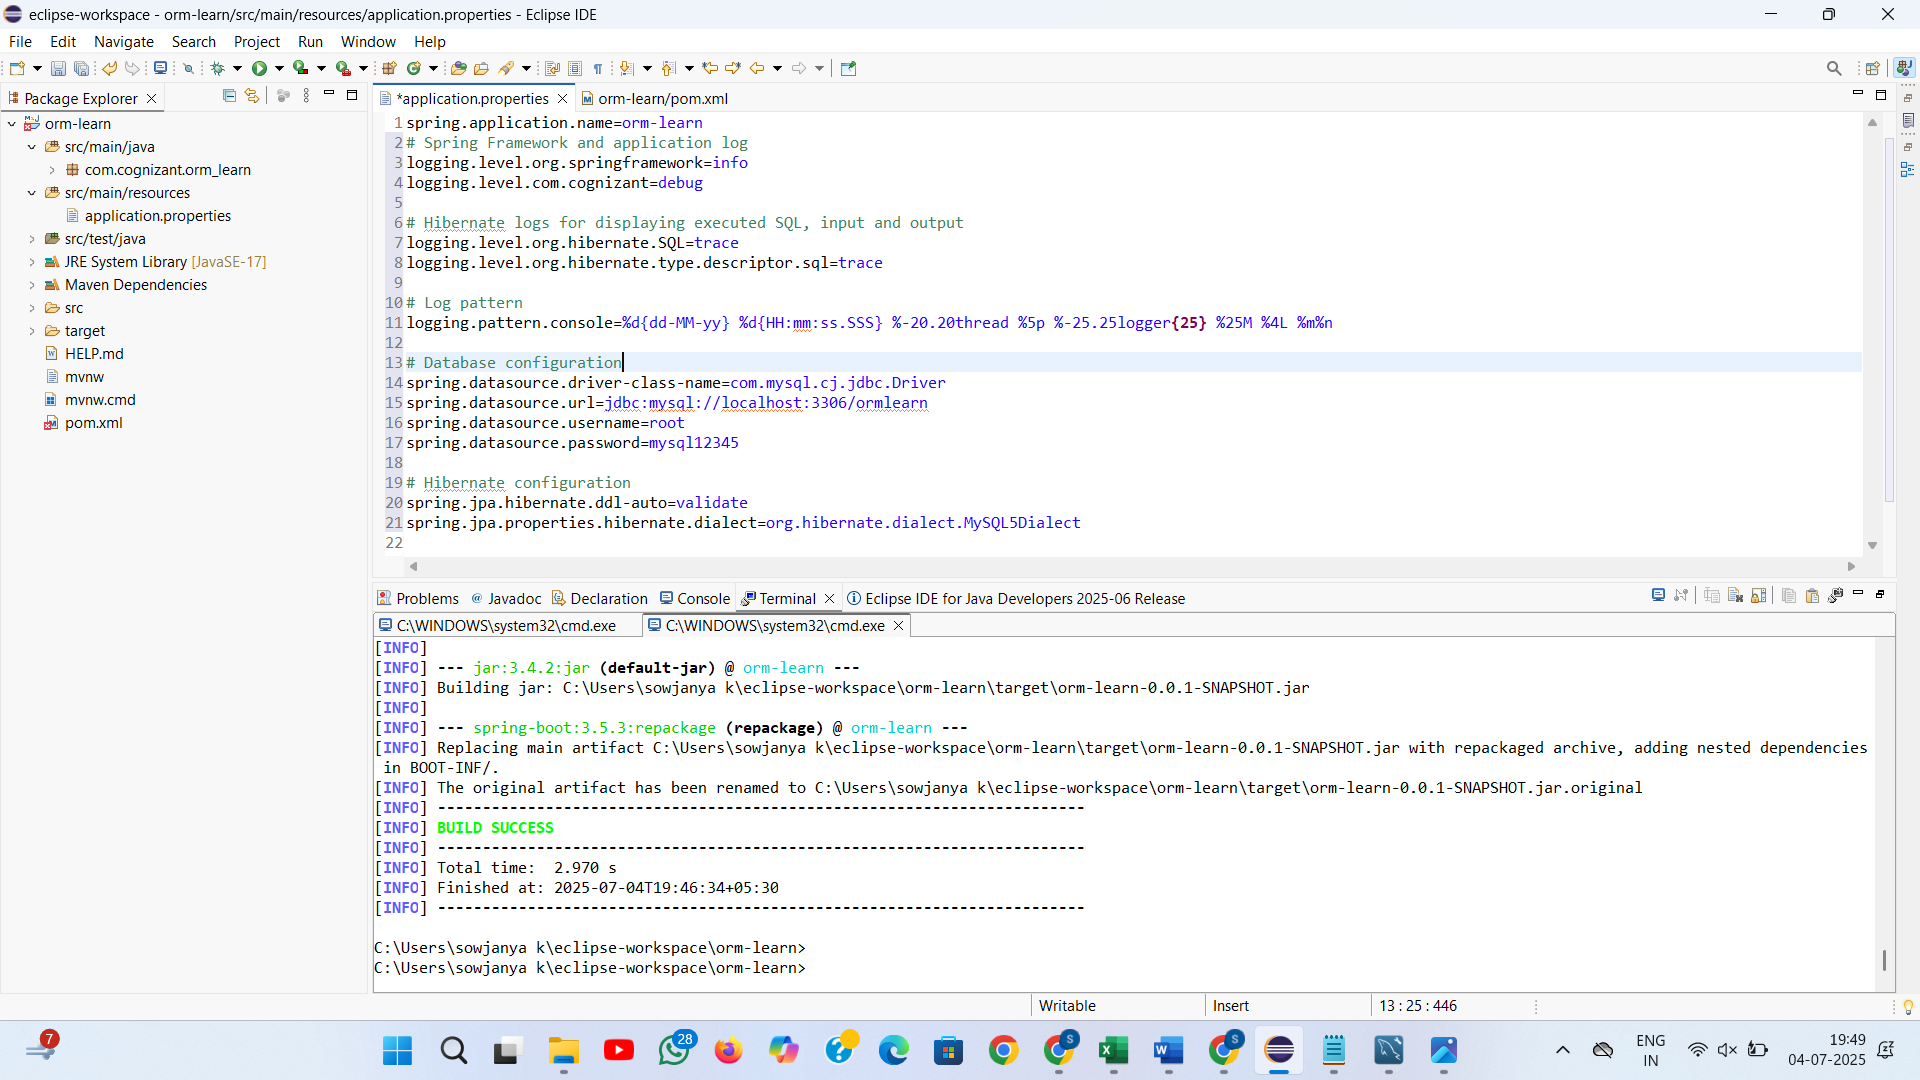 eclipse-workspace - orm-learn/src/main/resources/application.properties - Eclipse IDE
File Edit Navigate Search Project Run Window Help
Package Explorer
orm-learn
src/main/java
com.cognizant.orm_learn
src/main/resources
application.properties
src/test/java
JRE System Library [JavaSE-17]
Maven Dependencies
src
target
HELP.md
mvnw
mvnw.cmd
pom.xml
*application.properties
orm-learn/pom.xml
1 spring.application.name=orm-learn
2 # Spring Framework and application log
3 logging.level.org.springframework=info
4 logging.level.com.cognizant=debug
5
6 # Hibernate logs for displaying executed SQL, input and output
7 logging.level.org.hibernate.SQL=trace
8 logging.level.org.hibernate.type.descriptor.sql=trace
9
10 # Log pattern
11 logging.pattern.console=%d{dd-MM-yy} %d{HH:mm:ss.SSS} %-20.20thread %5p %-25.25logger{25} %25M %4L %m%n
12
13 # Database configuration
14 spring.datasource.driver-class-name=com.mysql.cj.jdbc.Driver
15 spring.datasource.url=jdbc:mysql://localhost:3306/ormlearn
16 spring.datasource.username=root
17 spring.datasource.password=mysql12345
18
19 # Hibernate configuration
20 spring.jpa.hibernate.ddl-auto=validate
21 spring.jpa.properties.hibernate.dialect=org.hibernate.dialect.MySQL5Dialect
22
Problems Javadoc Declaration Console Terminal Eclipse IDE for Java Developers 2025-06 Release
C:\WINDOWS\system32\cmd.exe C:\WINDOWS\system32\cmd.exe
[INFO]
[INFO] --- jar:3.4.2:jar (default-jar) @ orm-learn ---
[INFO] Building jar: C:\Users\sowjanya k\eclipse-workspace\orm-learn\target\orm-learn-0.0.1-SNAPSHOT.jar
[INFO]
[INFO] --- spring-boot:3.5.3:repackage (repackage) @ orm-learn ---
[INFO] Replacing main artifact C:\Users\sowjanya k\eclipse-workspace\orm-learn\target\orm-learn-0.0.1-SNAPSHOT.jar with repackaged archive, adding nested dependencies
in BOOT-INF/.
[INFO] The original artifact has been renamed to C:\Users\sowjanya k\eclipse-workspace\orm-learn\target\orm-learn-0.0.1-SNAPSHOT.jar.original
[INFO] ------------------------------------------------------------------------
[INFO] BUILD SUCCESS
[INFO] ------------------------------------------------------------------------
[INFO] Total time:  2.970 s
[INFO] Finished at: 2025-07-04T19:46:34+05:30
[INFO] ------------------------------------------------------------------------
C:\Users\sowjanya k\eclipse-workspace\orm-learn>
C:\Users\sowjanya k\eclipse-workspace\orm-learn>
Writable Insert 13 : 25 : 446
7
28
S
S
ENG
IN
19:49
04-07-2025